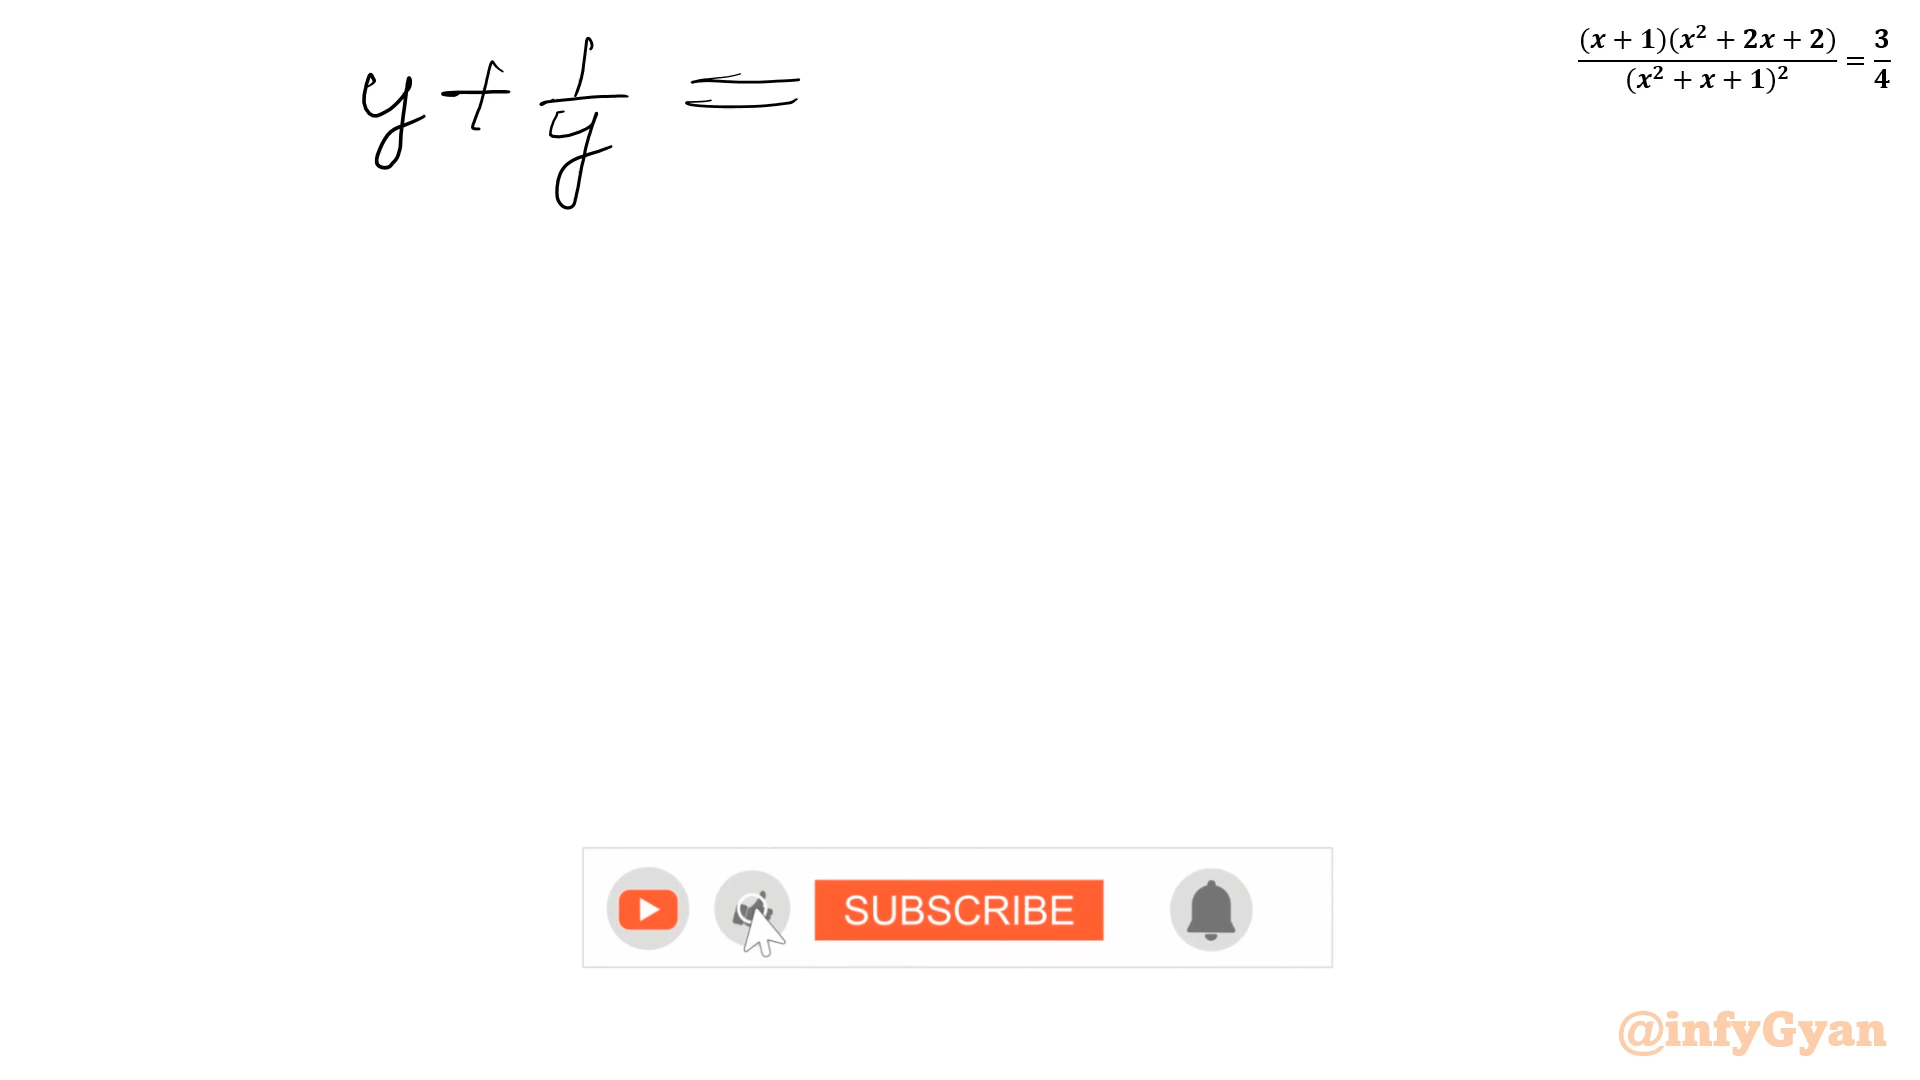 y + 1/y =
(x + 1)(x² + 2x + 2)/(x² + x + 1)² = 3/4
SUBSCRIBE
@infyGyan